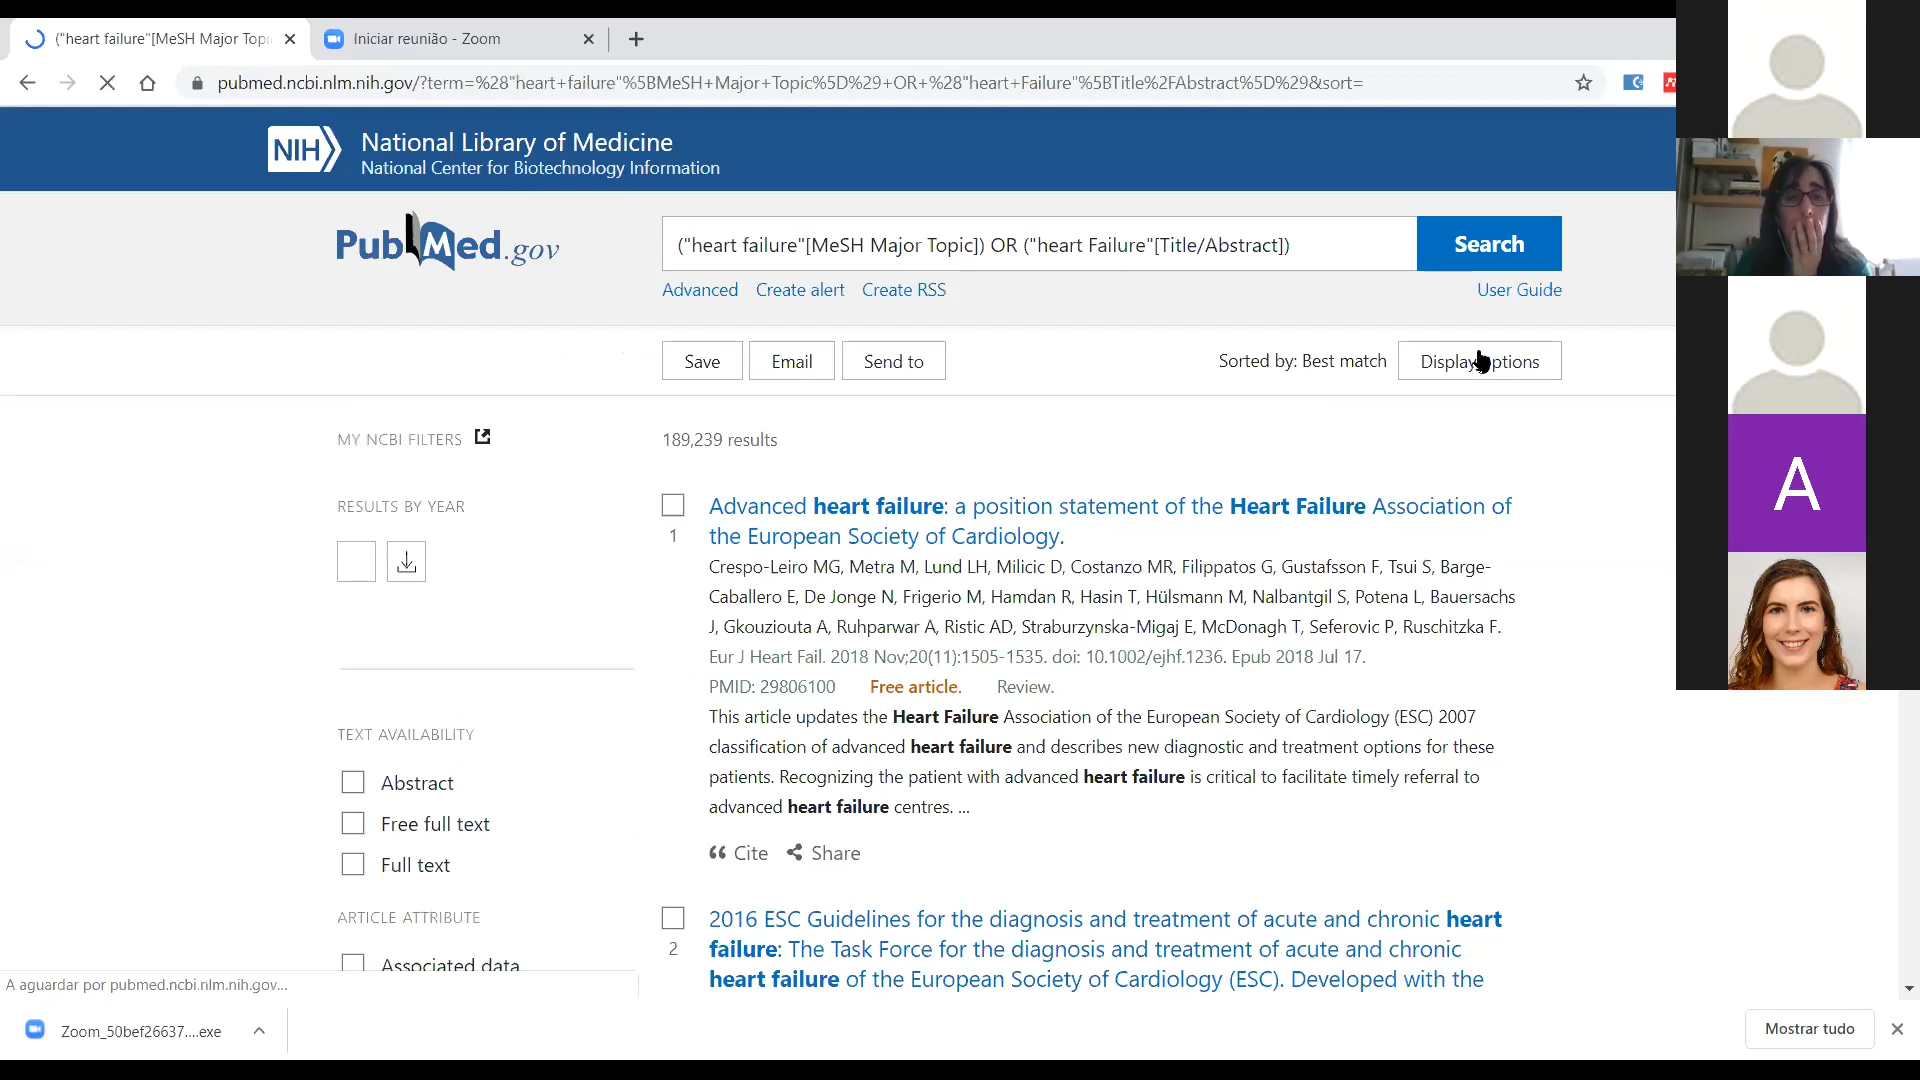 ("heart failure"[MeSH Major Topi
Iniciar reunião - Zoom
pubmed.ncbi.nlm.nih.gov/?term=%28"heart+failure"%5BMeSH+Major+Topic%5D%29+OR+%28"heart+Failure"%5BTitle%2FAbstract%5D%29&sort=
NIH
National Library of Medicine
National Center for Biotechnology Information
PubMed.gov
("heart failure"[MeSH Major Topic]) OR ("heart Failure"[Title/Abstract])
Search
Advanced Create alert Create RSS
User Guide
Save Email Send to
Sorted by: Best match
Display options
MY NCBI FILTERS
189,239 results
RESULTS BY YEAR
1
Advanced heart failure: a position statement of the Heart Failure Association of
the European Society of Cardiology.
Crespo-Leiro MG, Metra M, Lund LH, Milicic D, Costanzo MR, Filippatos G, Gustafsson F, Tsui S, Barge-
Caballero E, De Jonge N, Frigerio M, Hamdan R, Hasin T, Hülsmann M, Nalbantgil S, Potena L, Bauersachs
J, Gkouziouta A, Ruhparwar A, Ristic AD, Straburzynska-Migaj E, McDonagh T, Seferovic P, Ruschitzka F.
Eur J Heart Fail. 2018 Nov;20(11):1505-1535. doi: 10.1002/ejhf.1236. Epub 2018 Jul 17.
PMID: 29806100 Free article. Review.
This article updates the Heart Failure Association of the European Society of Cardiology (ESC) 2007
classification of advanced heart failure and describes new diagnostic and treatment options for these
patients. Recognizing the patient with advanced heart failure is critical to facilitate timely referral to
advanced heart failure centres. ...
Cite Share
TEXT AVAILABILITY
Abstract
Free full text
Full text
ARTICLE ATTRIBUTE
Associated data
2
2016 ESC Guidelines for the diagnosis and treatment of acute and chronic heart
failure: The Task Force for the diagnosis and treatment of acute and chronic
heart failure of the European Society of Cardiology (ESC). Developed with the
A aguardar por pubmed.ncbi.nlm.nih.gov...
Zoom_50bef26637....exe
Mostrar tudo
A